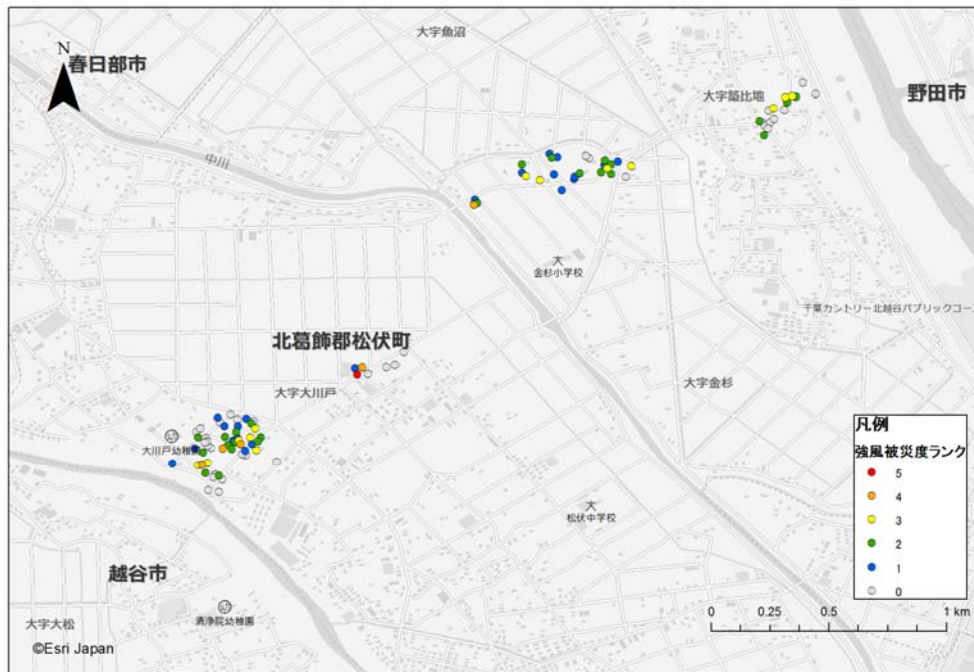 大字魚沼
N
春日部市
大字築比地
野田市
中川
金杉小学校
千葉カントリー北越谷パブリックコー
北葛飾郡松伏町
大字大川戸
大字金杉
大川戸幼稚園
凡例
強風被災度ランク
5
4
3
2
1
0
松伏中学校
越谷市
清浄院幼稚園
大字大松
0 0.25 0.5 1 km
©Esri Japan